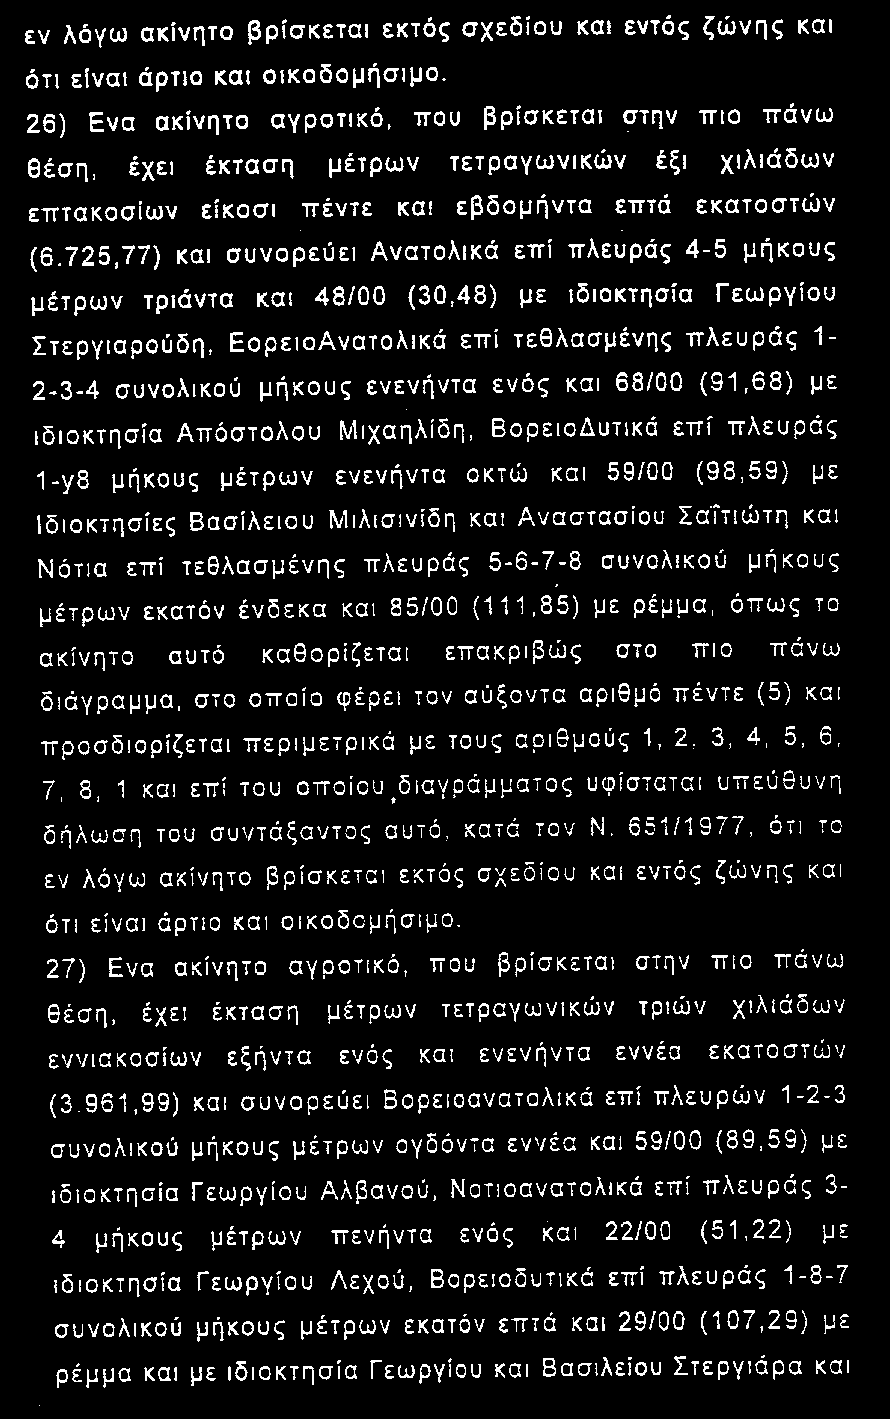 εν λόγω ακίνητο βρίσκεται εκτός σχεδίου και εντός ζώνης και
ότι είναι άρτιο και οικοδομήσιμο.
26) Ενα ακίνητο αγροτικό, που βρίσκεται στην πιο πάνω
θέση, έχει έκταση μέτρων τετραγωνικών έξι χιλιάδων
επτακοσίων είκοσι πέντε και εβδομήντα επτά εκατοστών
(6.725,77) και συνορεύει Ανατολικά επί πλευράς 4-5 μήκους
μέτρων τριάντα και 48/00 (30,48) με ιδιοκτησία Γεωργίου
Στεργιαρούδη, ΕορειοΑνατολικά επί τεθλασμένης πλευράς 1-
2-3-4 συνολικού μήκους ενενήντα ενός και 68/00 (91,68) με
ιδιοκτησία Απόστολου Μιχαηλίδη, ΒορειοΔυτικά επί πλευράς
1-y8 μήκους μέτρων ενενήντα οκτώ και 59/00 (98,59) με
Ιδιοκτησίες Βασίλειου Μιλισινίδη και Αναστασίου Σαΐτιώτη και
Νότια επί τεθλασμένης πλευράς 5-6-7-8 συνολικού μήκους
μέτρων εκατόν ένδεκα και 85/00 (111,85) με ρέμμα, όπως το
ακίνητο αυτό καθορίζεται επακριβώς στο πιο πάνω
διάγραμμα, στο οποίο φέρει τον αύξοντα αριθμό πέντε (5) και
προσδιορίζεται περιμετρικά με τους αριθμούς 1, 2, 3, 4, 5, 6,
7, 8, 1 και επί του οποίου διαγράμματος υφίσταται υπεύθυνη
δήλωση του συντάξαντος αυτό, κατά τον Ν. 651/1977, ότι το
εν λόγω ακίνητο βρίσκεται εκτός σχεδίου και εντός ζώνης και
ότι είναι άρτιο και οικοδομήσιμο.
27) Ενα ακίνητο αγροτικό, που βρίσκεται στην πιο πάνω
θέση, έχει έκταση μέτρων τετραγωνικών τριών χιλιάδων
εννιακοσίων εξήντα ενός και ενενήντα εννέα εκατοστών
(3.961,99) και συνορεύει Βορειοανατολικά επί πλευρών 1-2-3
συνολικού μήκους μέτρων ογδόντα εννέα και 59/00 (89,59) με
ιδιοκτησία Γεωργίου Αλβανού, Νοτιοανατολικά επί πλευράς 3-
4 μήκους μέτρων πενήντα ενός και 22/00 (51,22) με
ιδιοκτησία Γεωργίου Λεχού, Βορειοδυτικά επί πλευράς 1-8-7
συνολικού μήκους μέτρων εκατόν επτά και 29/00 (107,29) με
ρέμμα και με ιδιοκτησία Γεωργίου και Βασιλείου Στεργιάρα και